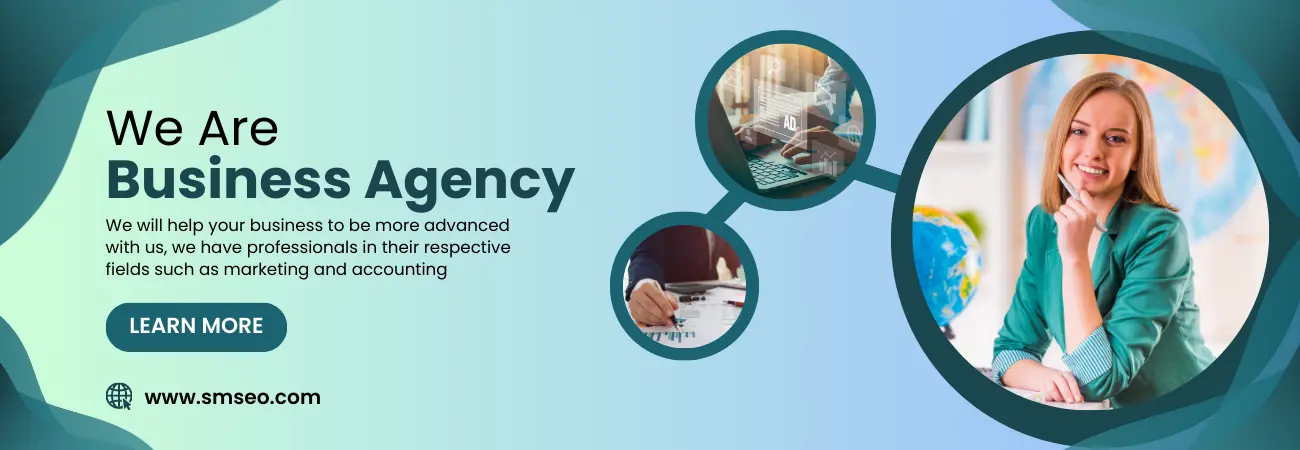 We Are
Business Agency
We will help your business to be more advanced
with us, we have professionals in their respective
fields such as marketing and accounting
LEARN MORE
www.smseo.com
AD